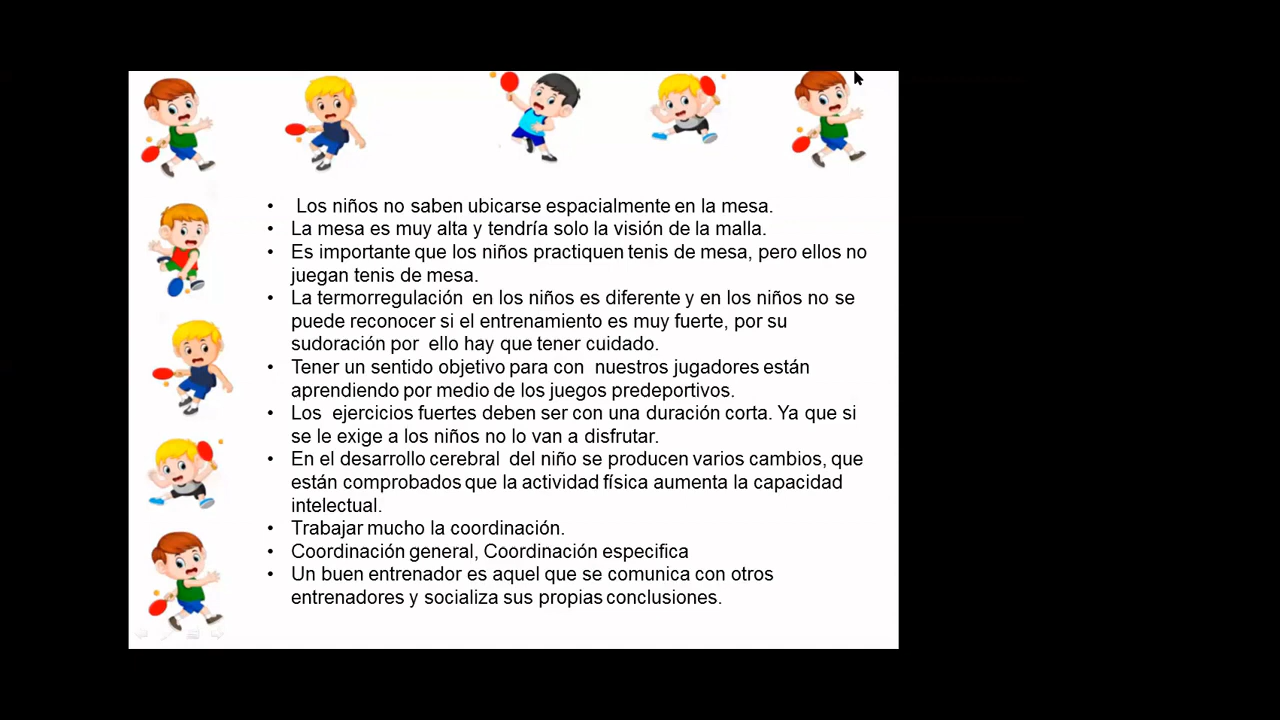 • Los niños no saben ubicarse espacialmente en la mesa.
• La mesa es muy alta y tendría solo la visión de la malla.
• Es importante que los niños practiquen tenis de mesa, pero ellos no
juegan tenis de mesa.
• La termorregulación en los niños es diferente y en los niños no se
puede reconocer si el entrenamiento es muy fuerte, por su
sudoración por ello hay que tener cuidado.
• Tener un sentido objetivo para con nuestros jugadores están
aprendiendo por medio de los juegos predeportivos.
• Los ejercicios fuertes deben ser con una duración corta. Ya que si
se le exige a los niños no lo van a disfrutar.
• En el desarrollo cerebral del niño se producen varios cambios, que
están comprobados que la actividad física aumenta la capacidad
intelectual.
• Trabajar mucho la coordinación.
• Coordinación general, Coordinación especifica
• Un buen entrenador es aquel que se comunica con otros
entrenadores y socializa sus propias conclusiones.